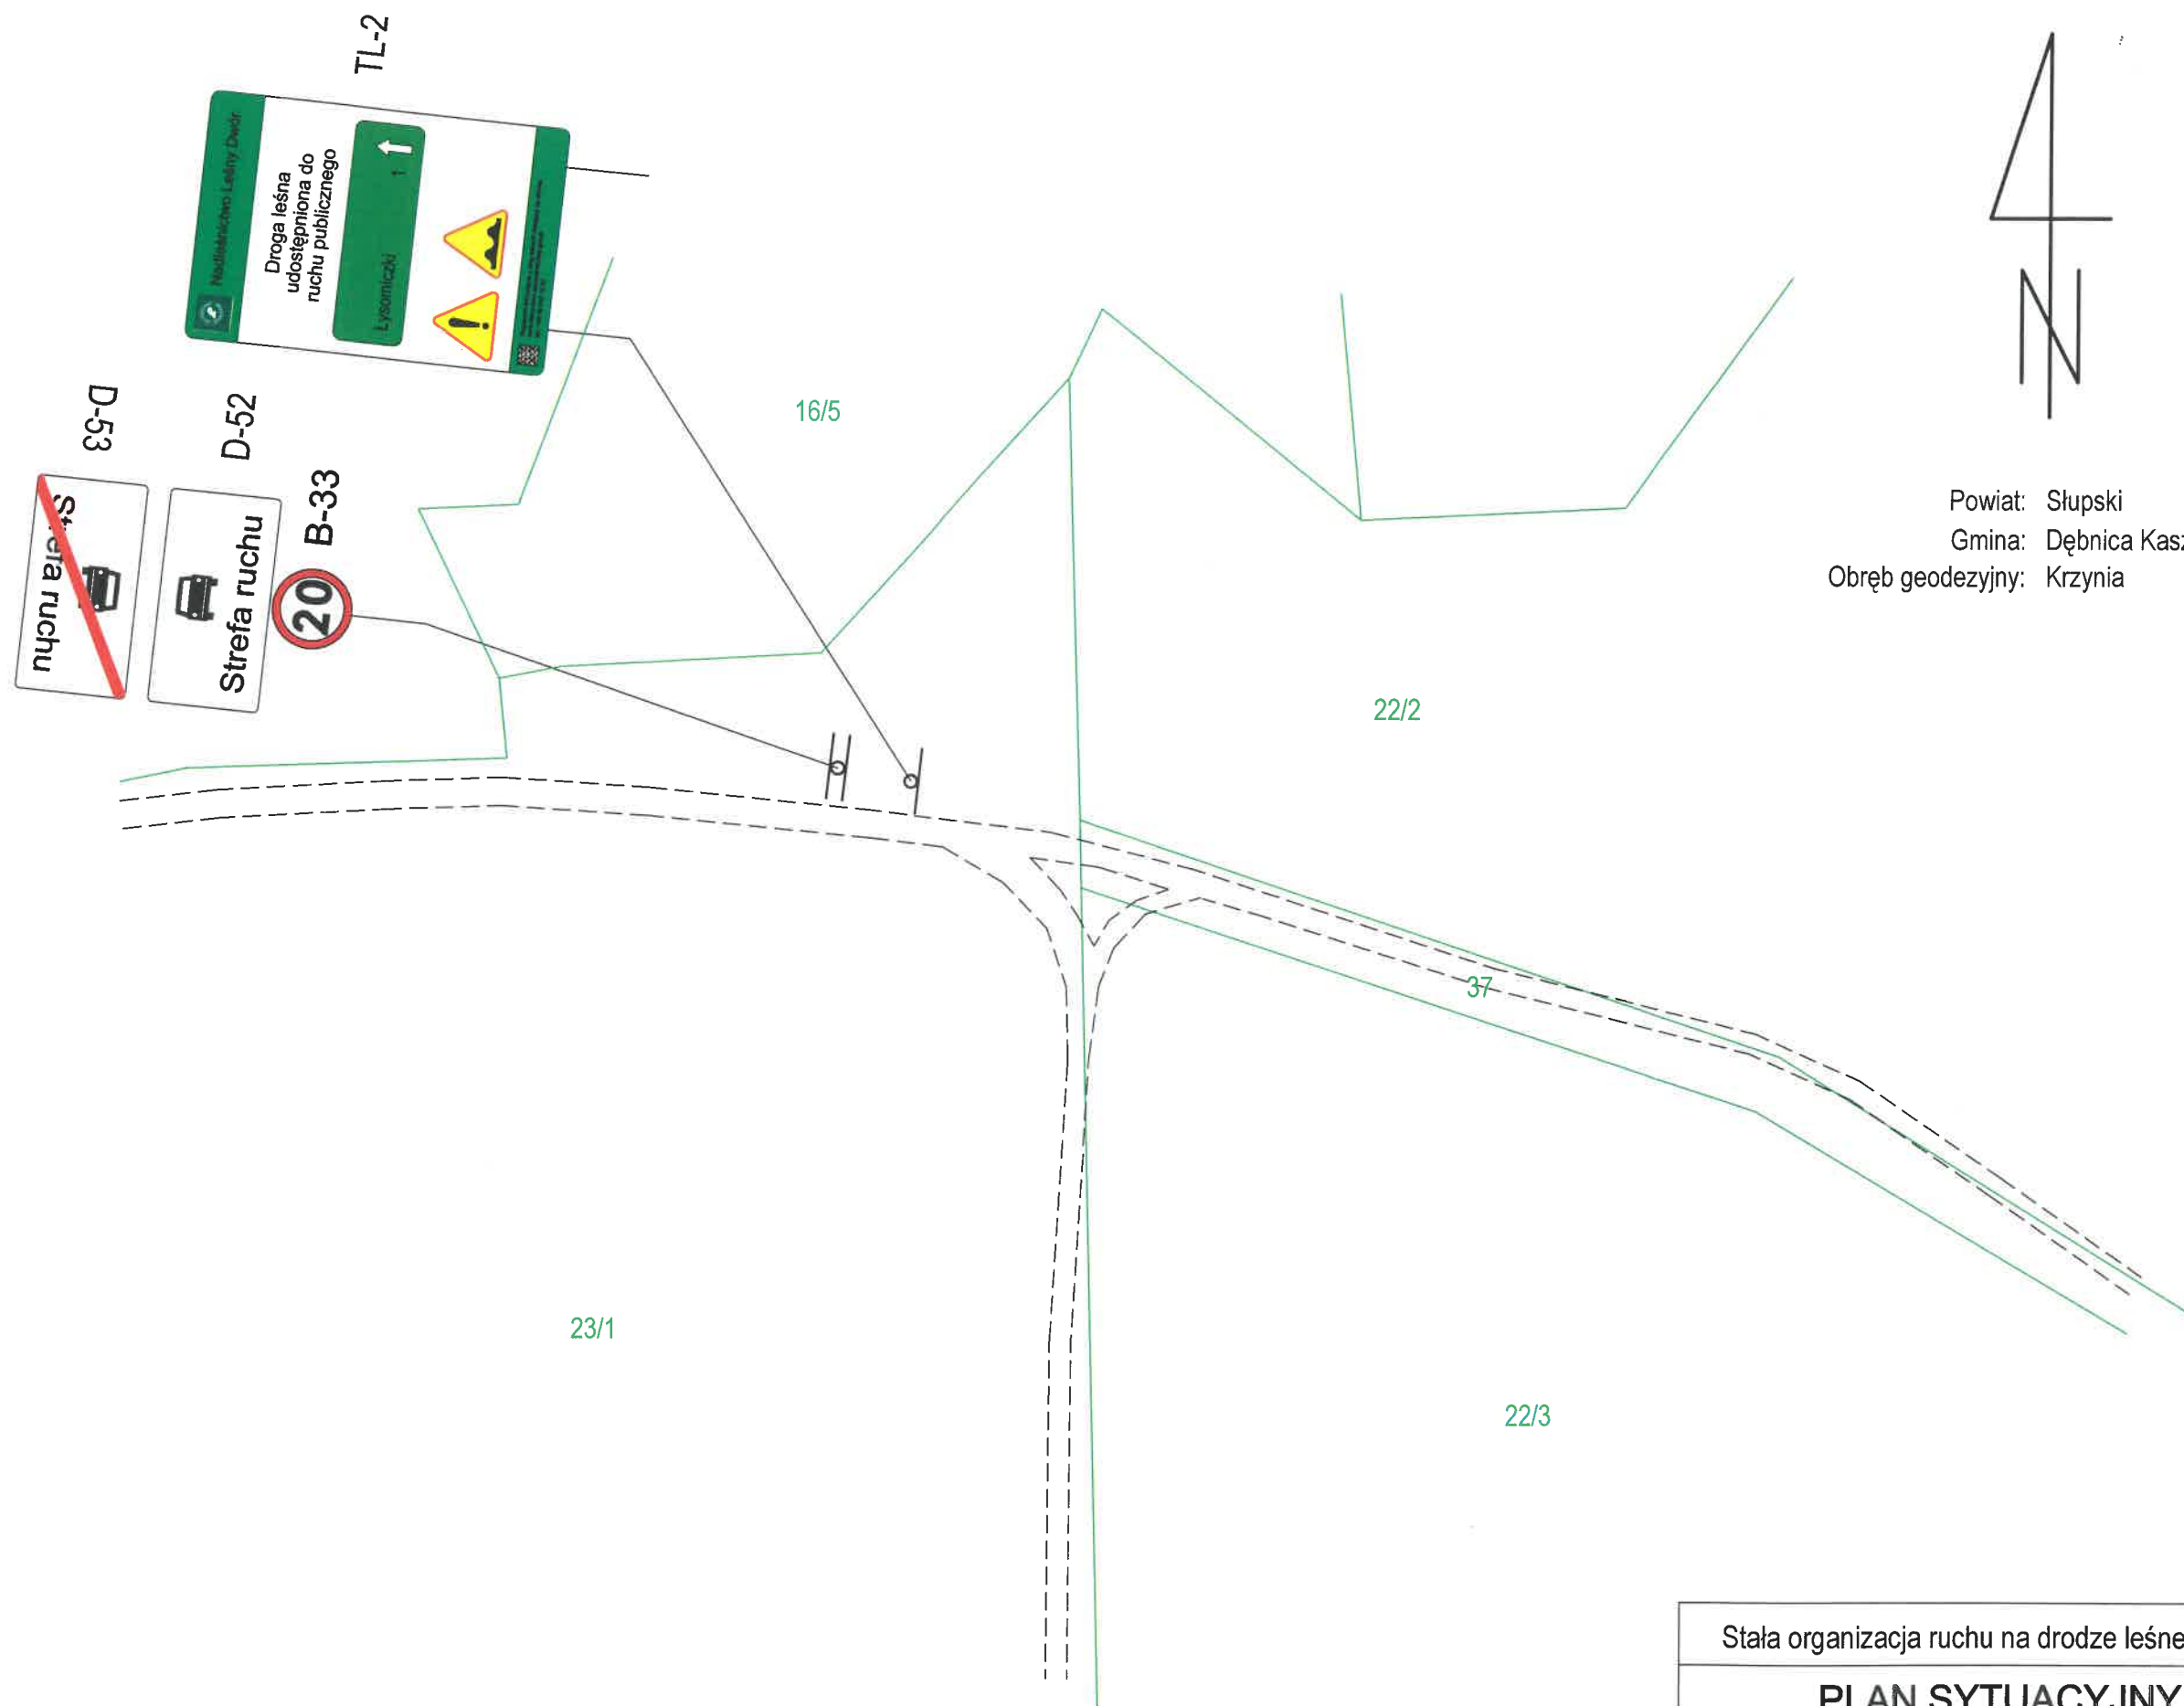 TL-2
Nadleśnictwo Leśny Dwór
Droga leśna
udostępniona do
ruchu publicznego
Łysomiczki 1
D-53
Strefa ruchu
D-52
Strefa ruchu
B-33
20
16/5
22/2
37
23/1
22/3
N
Powiat: Słupski
Gmina: Dębnica Kasz
Obręb geodezyjny: Krzynia
Stała organizacja ruchu na drodze leśne
PLAN SYTUACYJNY